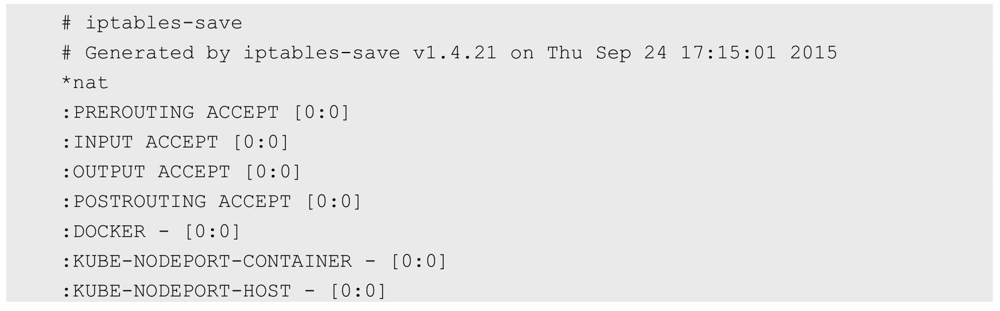 # iptables-save
# Generated by iptables-save v1.4.21 on Thu Sep 24 17:15:01 2015
*nat
:PREROUTING ACCEPT [0:0]
:INPUT ACCEPT [0:0]
:OUTPUT ACCEPT [0:0]
:POSTROUTING ACCEPT [0:0]
:DOCKER - [0:0]
:KUBE-NODEPORT-CONTAINER - [0:0]
:KUBE-NODEPORT-HOST - [0:0]